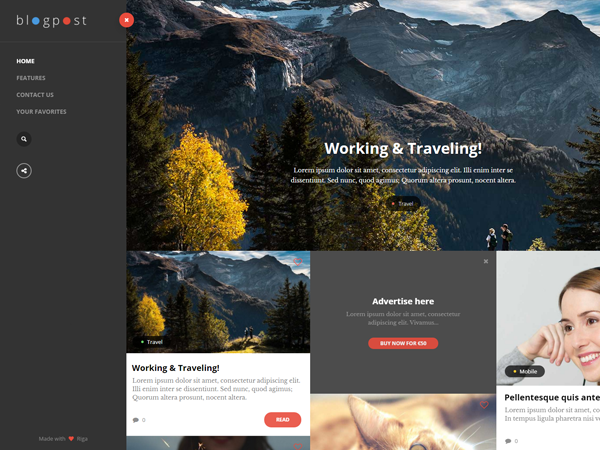 blogpost
HOME
FEATURES
CONTACT US
YOUR FAVORITES
Made with Riga
Working & Traveling!
Lorem ipsum dolor sit amet, consectetur adipiscing elit. Illi enim inter se
dissentiunt. Sed nunc, quod agimus; Quorum altera prosunt, nocent altera.
Travel
Travel
Working & Traveling!
Lorem ipsum dolor sit amet, consectetur adipiscing elit.
Illi enim inter se dissentiunt. Sed nunc, quod agimus;
Quorum altera prosunt, nocent altera.
0
READ
Advertise here
Lorem ipsum dolor sit amet, consectetur
adipiscing elit. Vivamus...
BUY NOW FOR €50
Mobile
Pellentesque quis ante
Lorem ipsum dolor sit amet, c
In tempus ligula pharetra nisi v
0